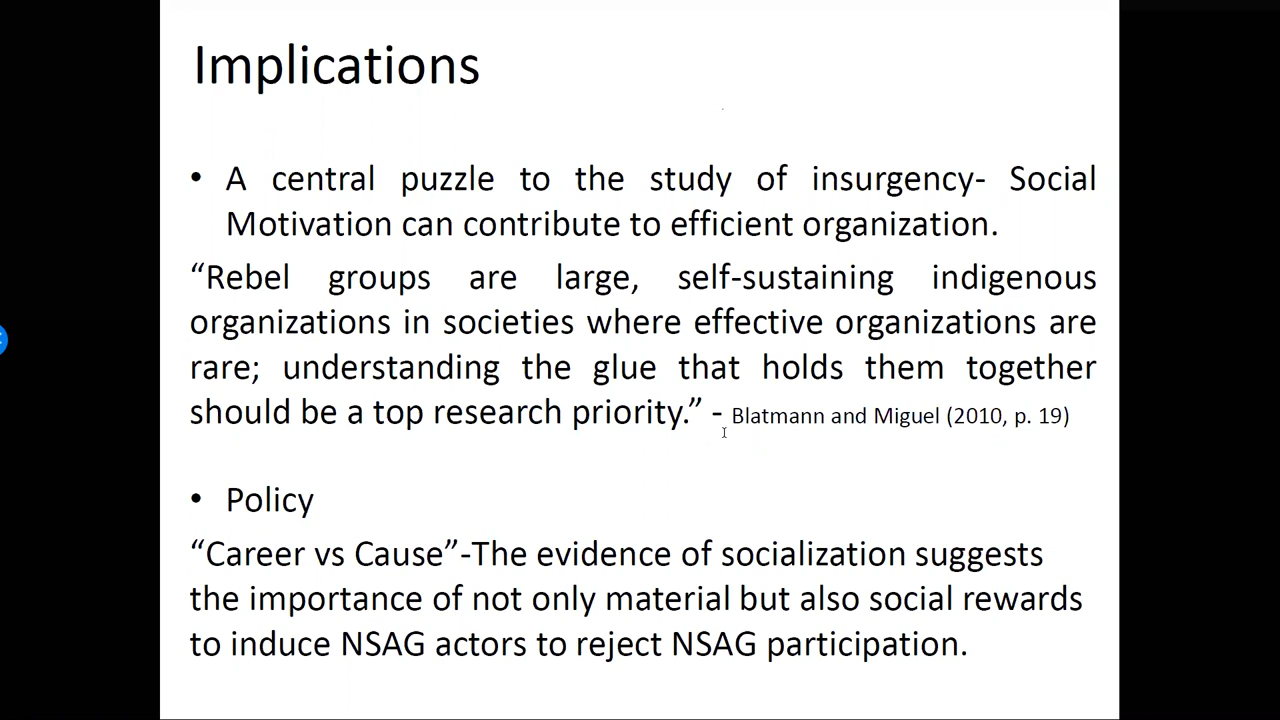 Implications
• A central puzzle to the study of insurgency- Social
Motivation can contribute to efficient organization.
“Rebel groups are large, self-sustaining indigenous
organizations in societies where effective organizations are
rare; understanding the glue that holds them together
should be a top research priority.” - Blatmann and Miguel (2010, p. 19)
• Policy
“Career vs Cause”-The evidence of socialization suggests
the importance of not only material but also social rewards
to induce NSAG actors to reject NSAG participation.